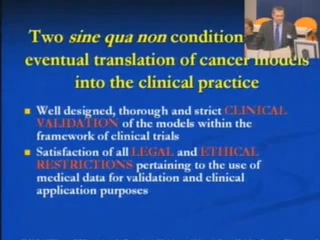 Two sine qua non condition
eventual translation of cancer models
into the clinical practice
Well designed, thorough and strict CLINICAL
VALIDATION of the models within the
framework of clinical trials
Satisfaction of all LEGAL and ETHICAL
RESTRICTIONS pertaining to the use of
medical data for validation and clinical
application purposes